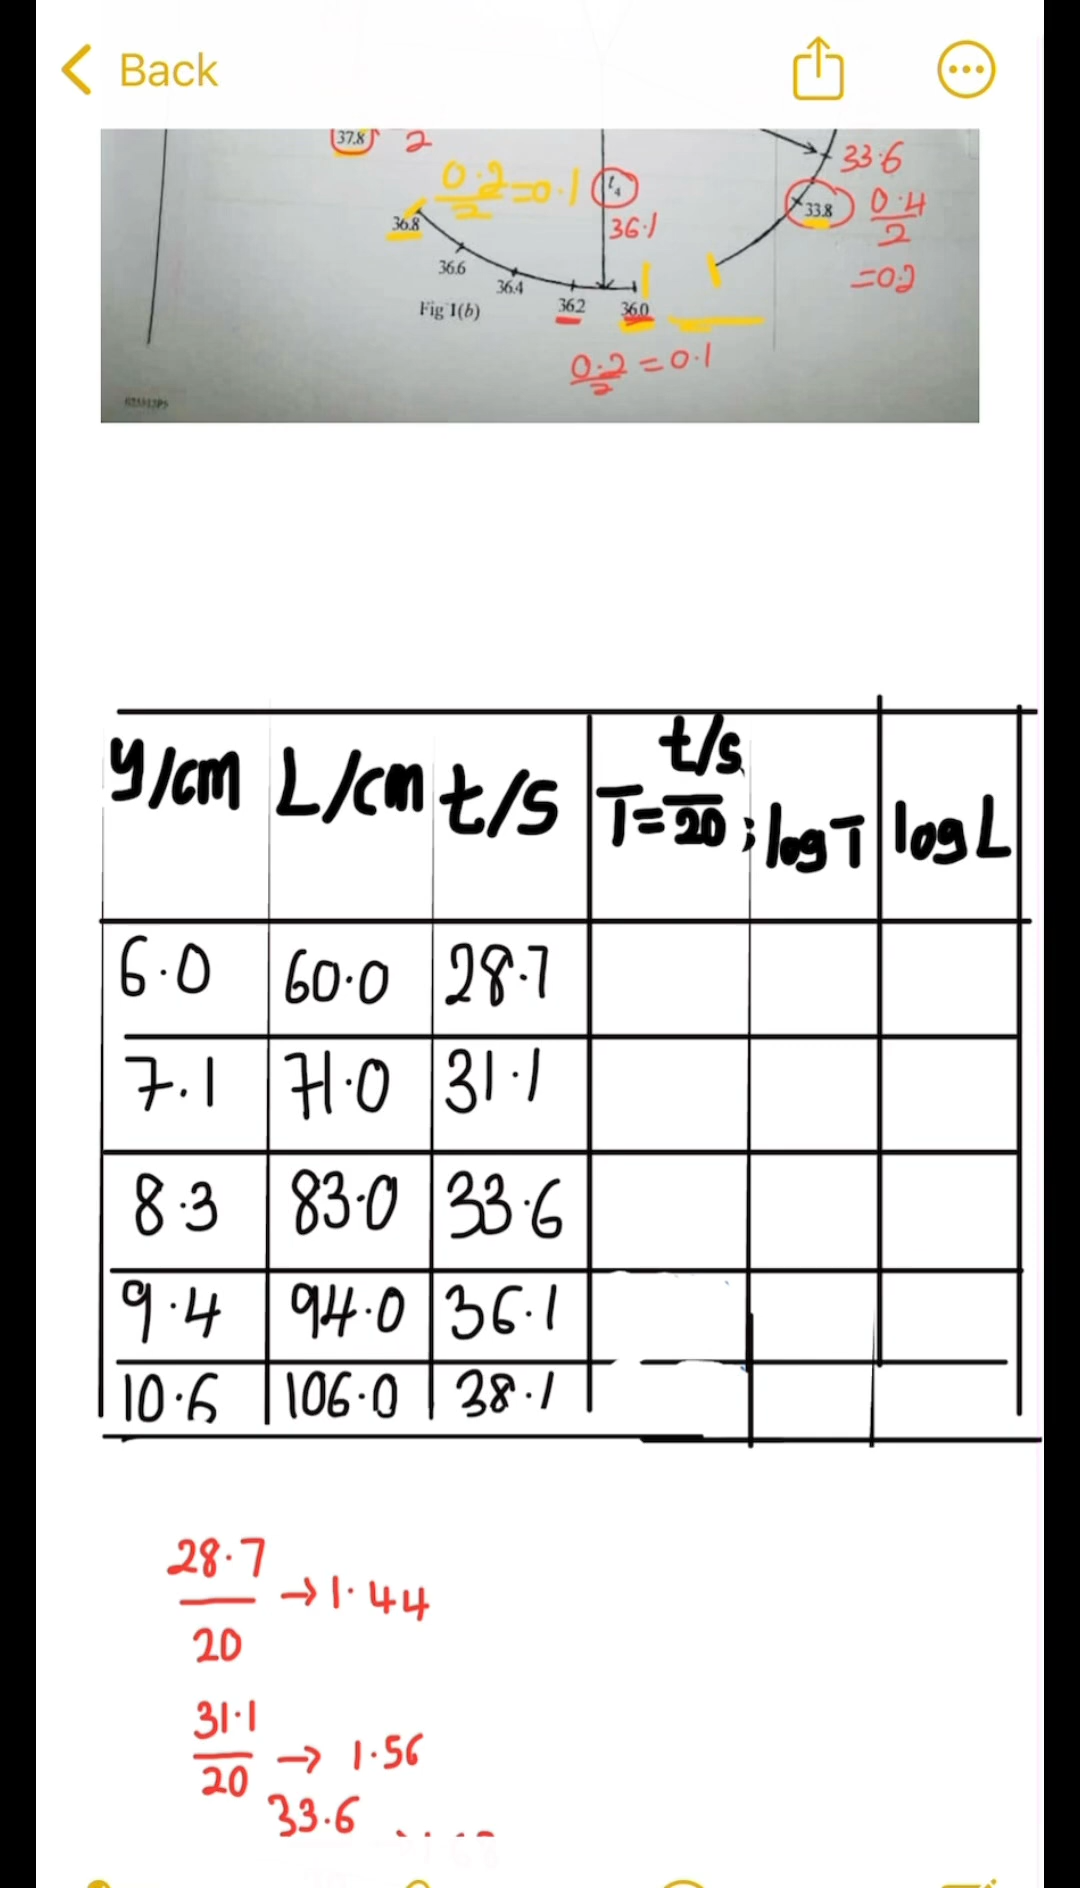 Back
37.8 2
33.6
0.2/2 =0.1 t4
33.8 0.4/2
36.8 36.1
=0.2
36.6
36.4
Fig 1(b) 36.2 36.0
0.2/2 =0.1
y/cm L/cm t/s T= t/s/20 ; log T log L
6.0 60.0 28.7
7.1 71.0 31.1
8.3 83.0 33.6
9.4 94.0 36.1
10.6 106.0 38.1
28.7/20 → 1.44
31.1/20 → 1.56
33.6